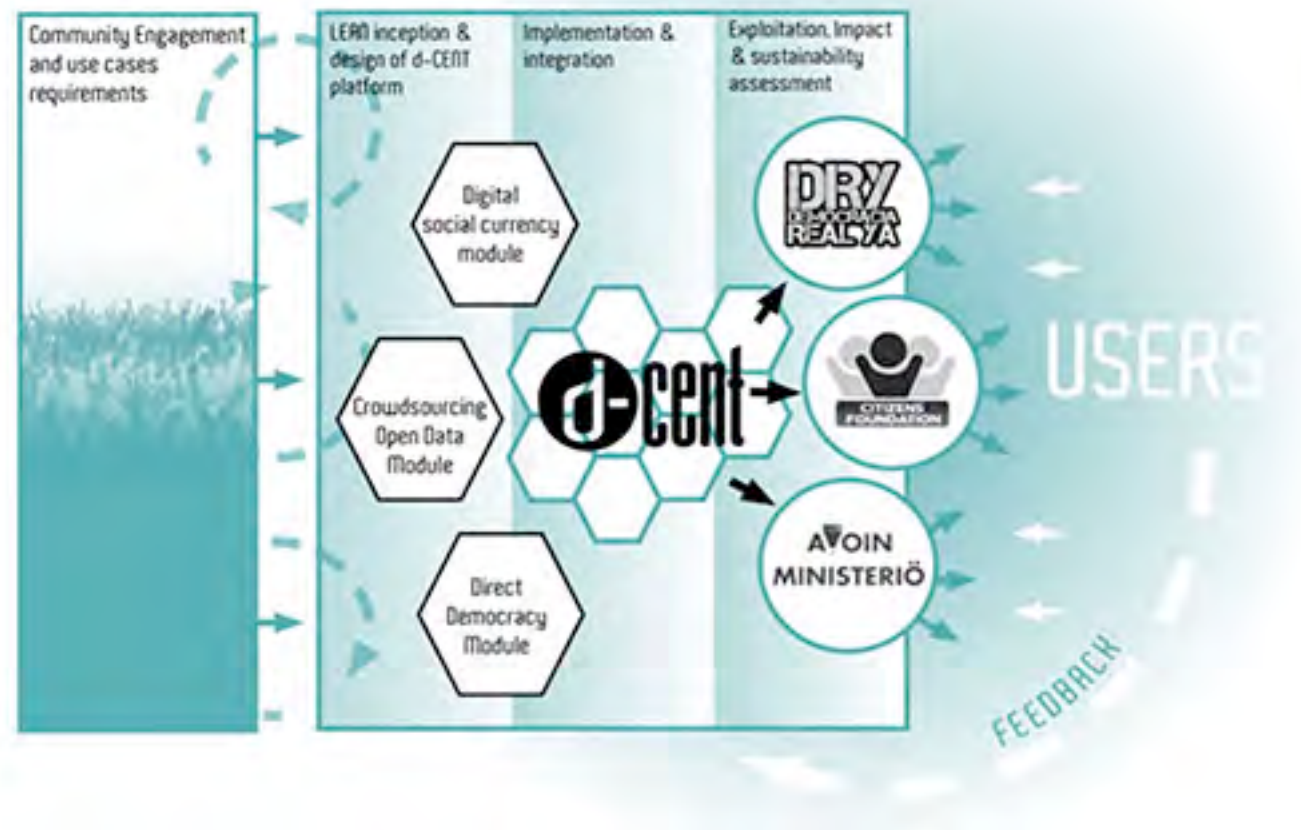 Community Engagement
and use cases
requirements
LEAN inception &
design of d-CENT
platform
Implementation &
integration
Exploitation, Impact
& sustainability
assessment
Digital
social currency
module
Crowdsourcing
Open Data
Module
Direct
Democracy
Module
d-cent
DRY
DEMOCRACIA
REAL YA
CITIZENS
FOUNDATION
AVOIN
MINISTERIÖ
USERS
FEEDBACK